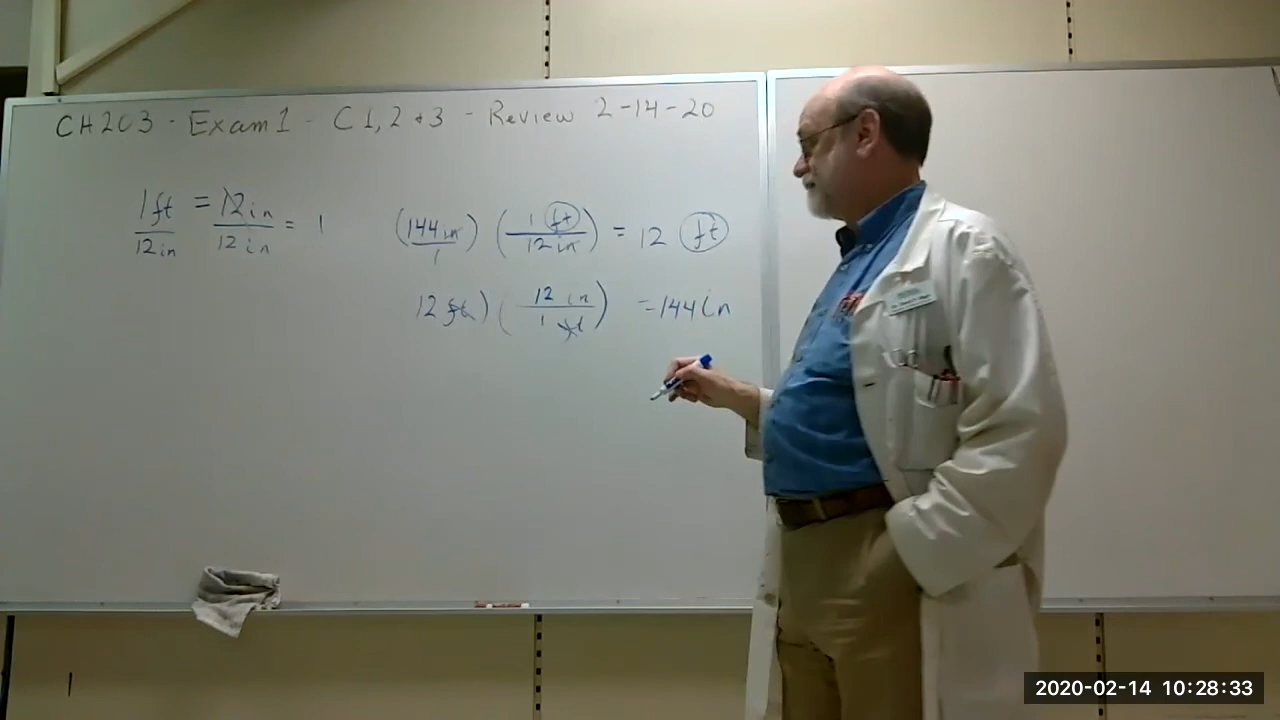 CH203 - Exam 1 - C 1, 2 + 3 - Review 2-14-20
1 ft = 12 in
12 in 12 in = 1
(144 in / 1) (1 ft / 12 in) = 12 ft
12 ft) (12 in / 1 ft) = 144 in
2020-02-14 10:28:33